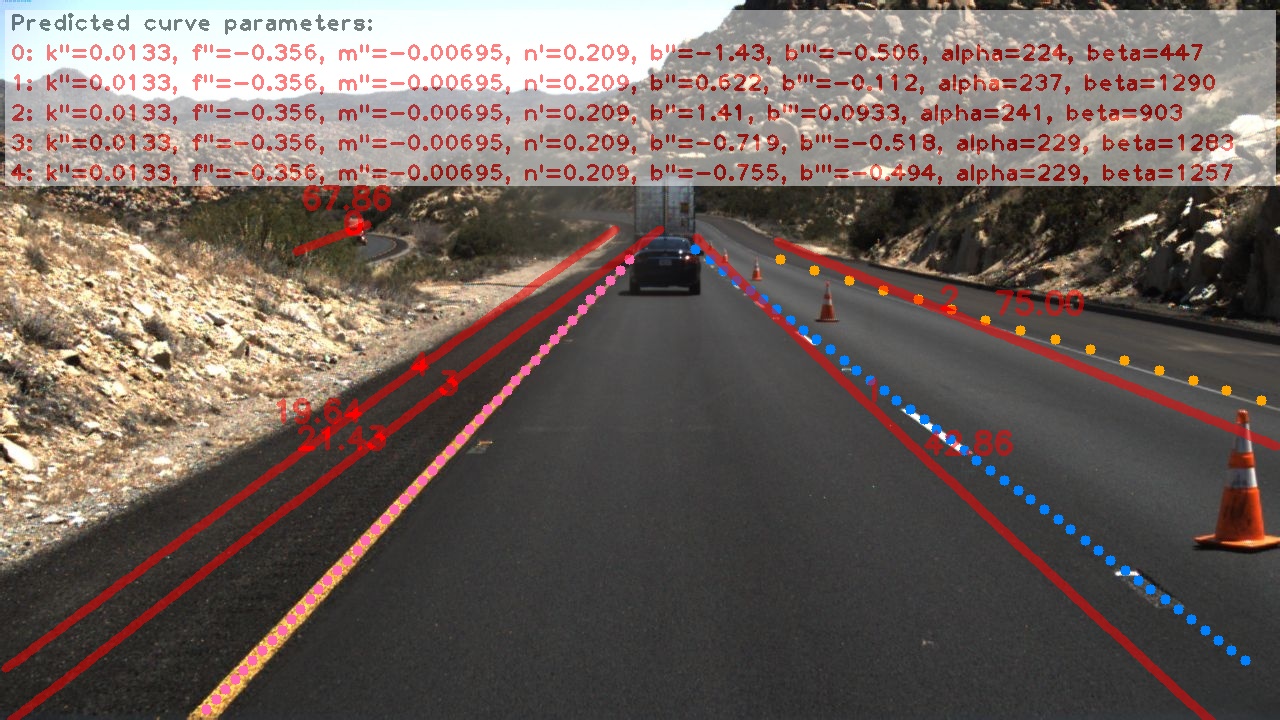 Predicted curve parameters:
0: k''=0.0133, f''=-0.356, m''=-0.00695, n'=0.209, b''=-1.43, b'''=-0.506, alpha=224, beta=447
1: k''=0.0133, f''=-0.356, m''=-0.00695, n'=0.209, b''=0.622, b'''=-0.112, alpha=237, beta=1290
2: k''=0.0133, f''=-0.356, m''=-0.00695, n'=0.209, b''=1.41, b'''=0.0933, alpha=241, beta=903
3: k''=0.0133, f''=-0.356, m''=-0.00695, n'=0.209, b''=-0.719, b'''=-0.518, alpha=229, beta=1283
4: k''=0.0133, f''=-0.356, m''=-0.00695, n'=0.209, b''=-0.755, b'''=-0.494, alpha=229, beta=1257
67.86
2 75.00
4
3
1
19.64
21.43
42.86